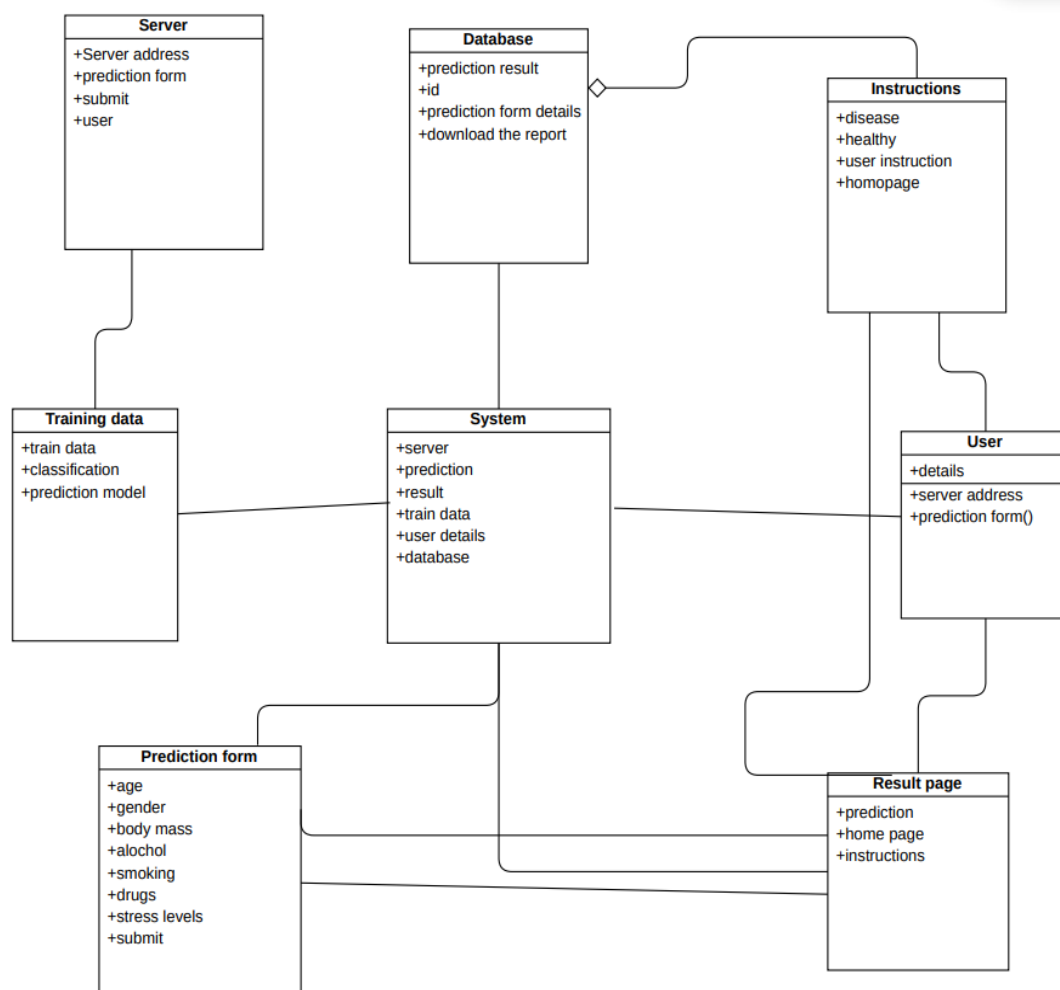 Server
+Server address
+prediction form
+submit
+user
Database
+prediction result
+id
+prediction form details
+download the report
Instructions
+disease
+healthy
+user instruction
+homopage
Training data
+train data
+classification
+prediction model
System
+server
+prediction
+result
+train data
+user details
+database
User
+details
+server address
+prediction form()
Prediction form
+age
+gender
+body mass
+alochol
+smoking
+drugs
+stress levels
+submit
Result page
+prediction
+home page
+instructions